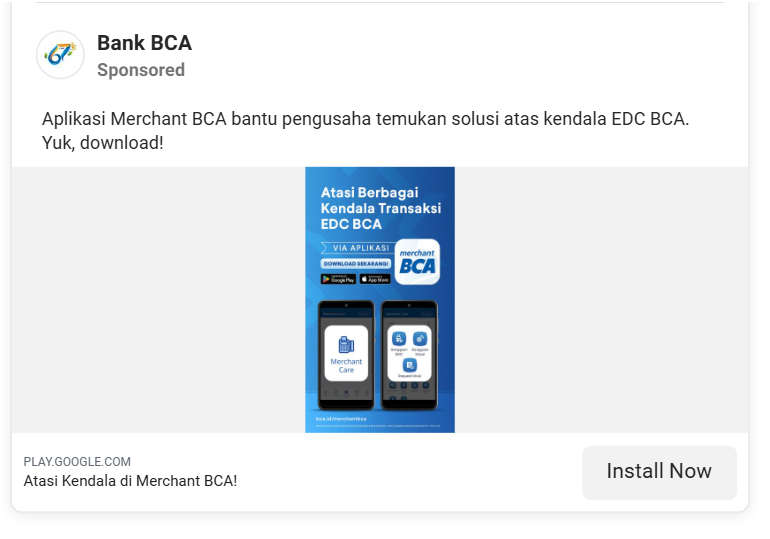 67
Bank BCA
Sponsored
Aplikasi Merchant BCA bantu pengusaha temukan solusi atas kendala EDC BCA.
Yuk, download!
Atasi Berbagai
Kendala Transaksi
EDC BCA
VIA APLIKASI
DOWNLOAD SEKARANG!
Google Play
App Store
merchant
BCA
Merchant
Care
PLAY.GOOGLE.COM
Atasi Kendala di Merchant BCA!
Install Now